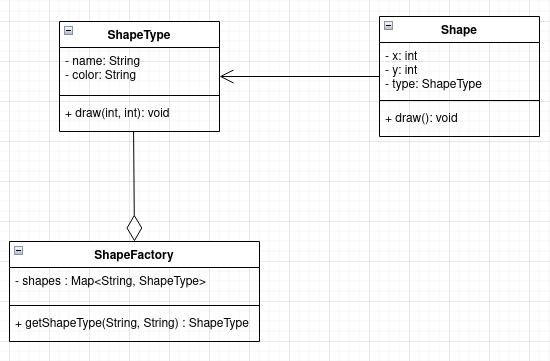 ShapeType
- name: String
- color: String
+ draw(int, int): void
Shape
- x: int
- y: int
- type: ShapeType
+ draw(): void
ShapeFactory
- shapes : Map<String, ShapeType>
+ getShapeType(String, String) : ShapeType